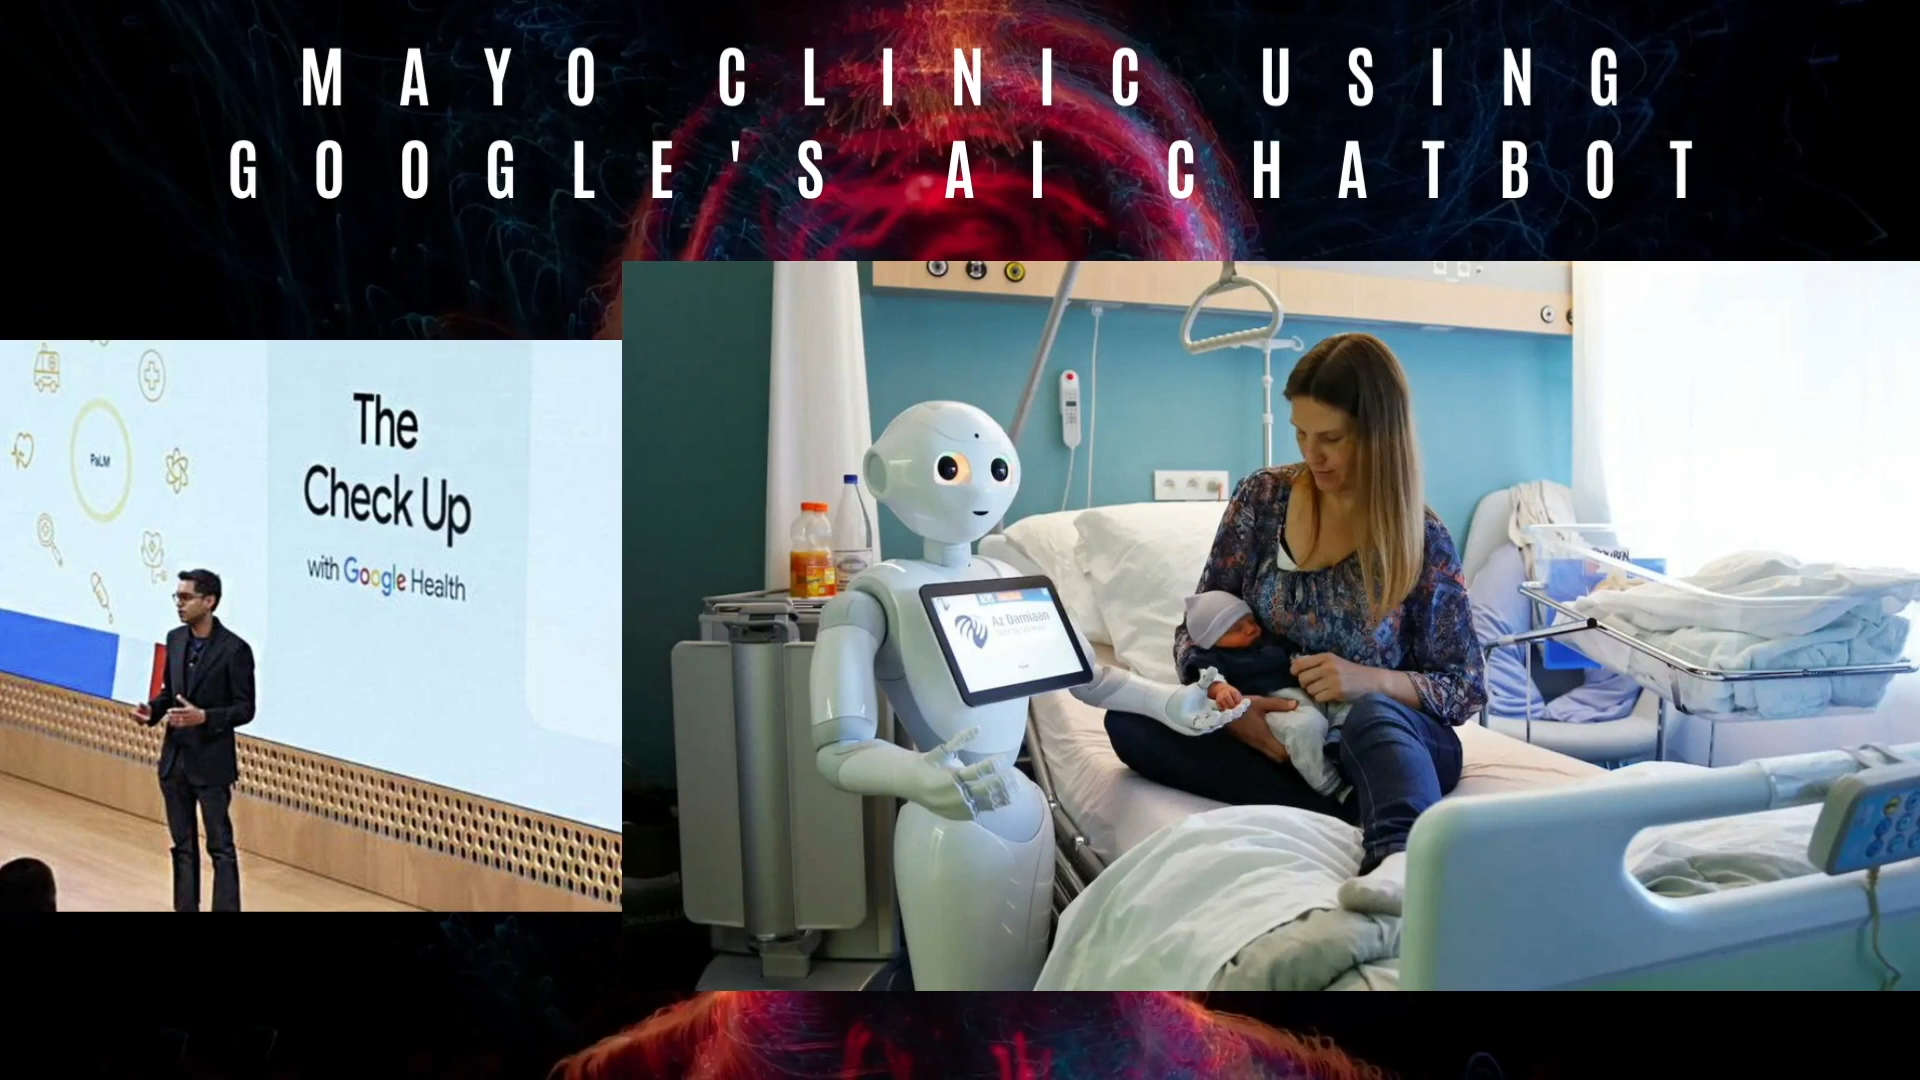 MAYO CLINIC USING
GOOGLE'S AI CHATBOT
PaLM
The
Check Up
with Google Health
Az Damiaan